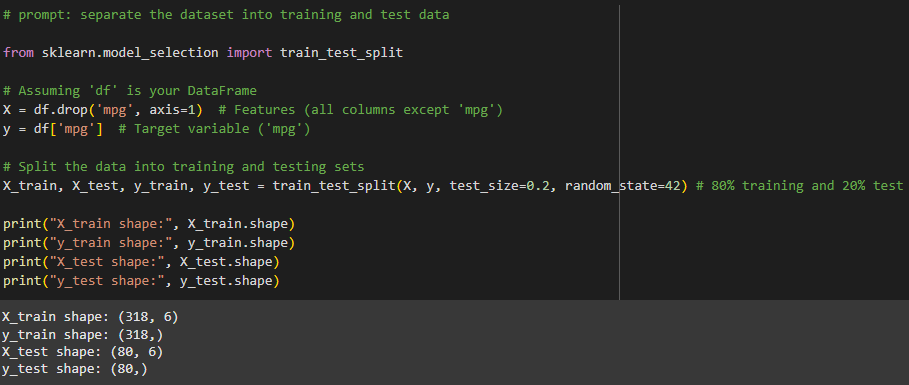 # prompt: separate the dataset into training and test data
from sklearn.model_selection import train_test_split
# Assuming 'df' is your DataFrame
X = df.drop('mpg', axis=1)  # Features (all columns except 'mpg')
y = df['mpg']  # Target variable ('mpg')
# Split the data into training and testing sets
X_train, X_test, y_train, y_test = train_test_split(X, y, test_size=0.2, random_state=42) # 80% training and 20% test
print("X_train shape:", X_train.shape)
print("y_train shape:", y_train.shape)
print("X_test shape:", X_test.shape)
print("y_test shape:", y_test.shape)
X_train shape: (318, 6)
y_train shape: (318,)
X_test shape: (80, 6)
y_test shape: (80,)